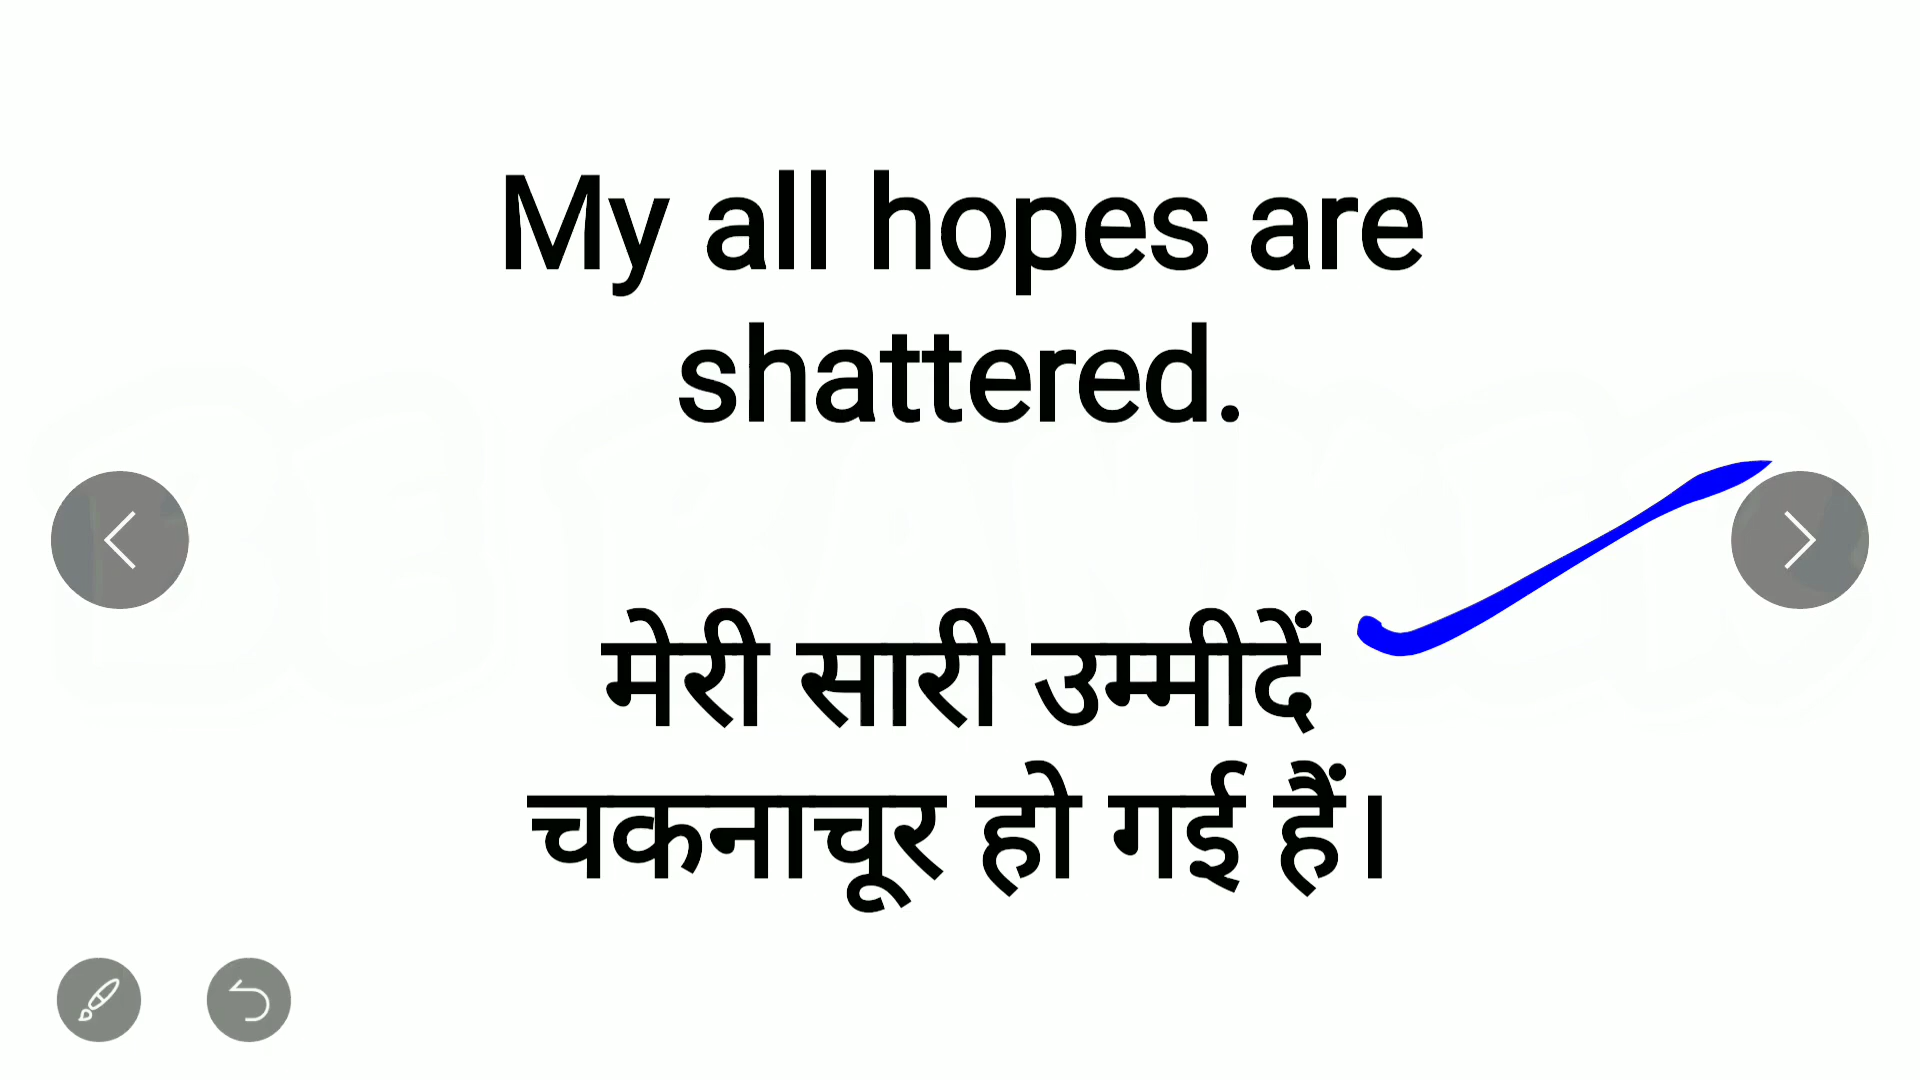 My all hopes are
shattered.
मेरी सारी उम्मीदें
चकनाचूर हो गई हैं।